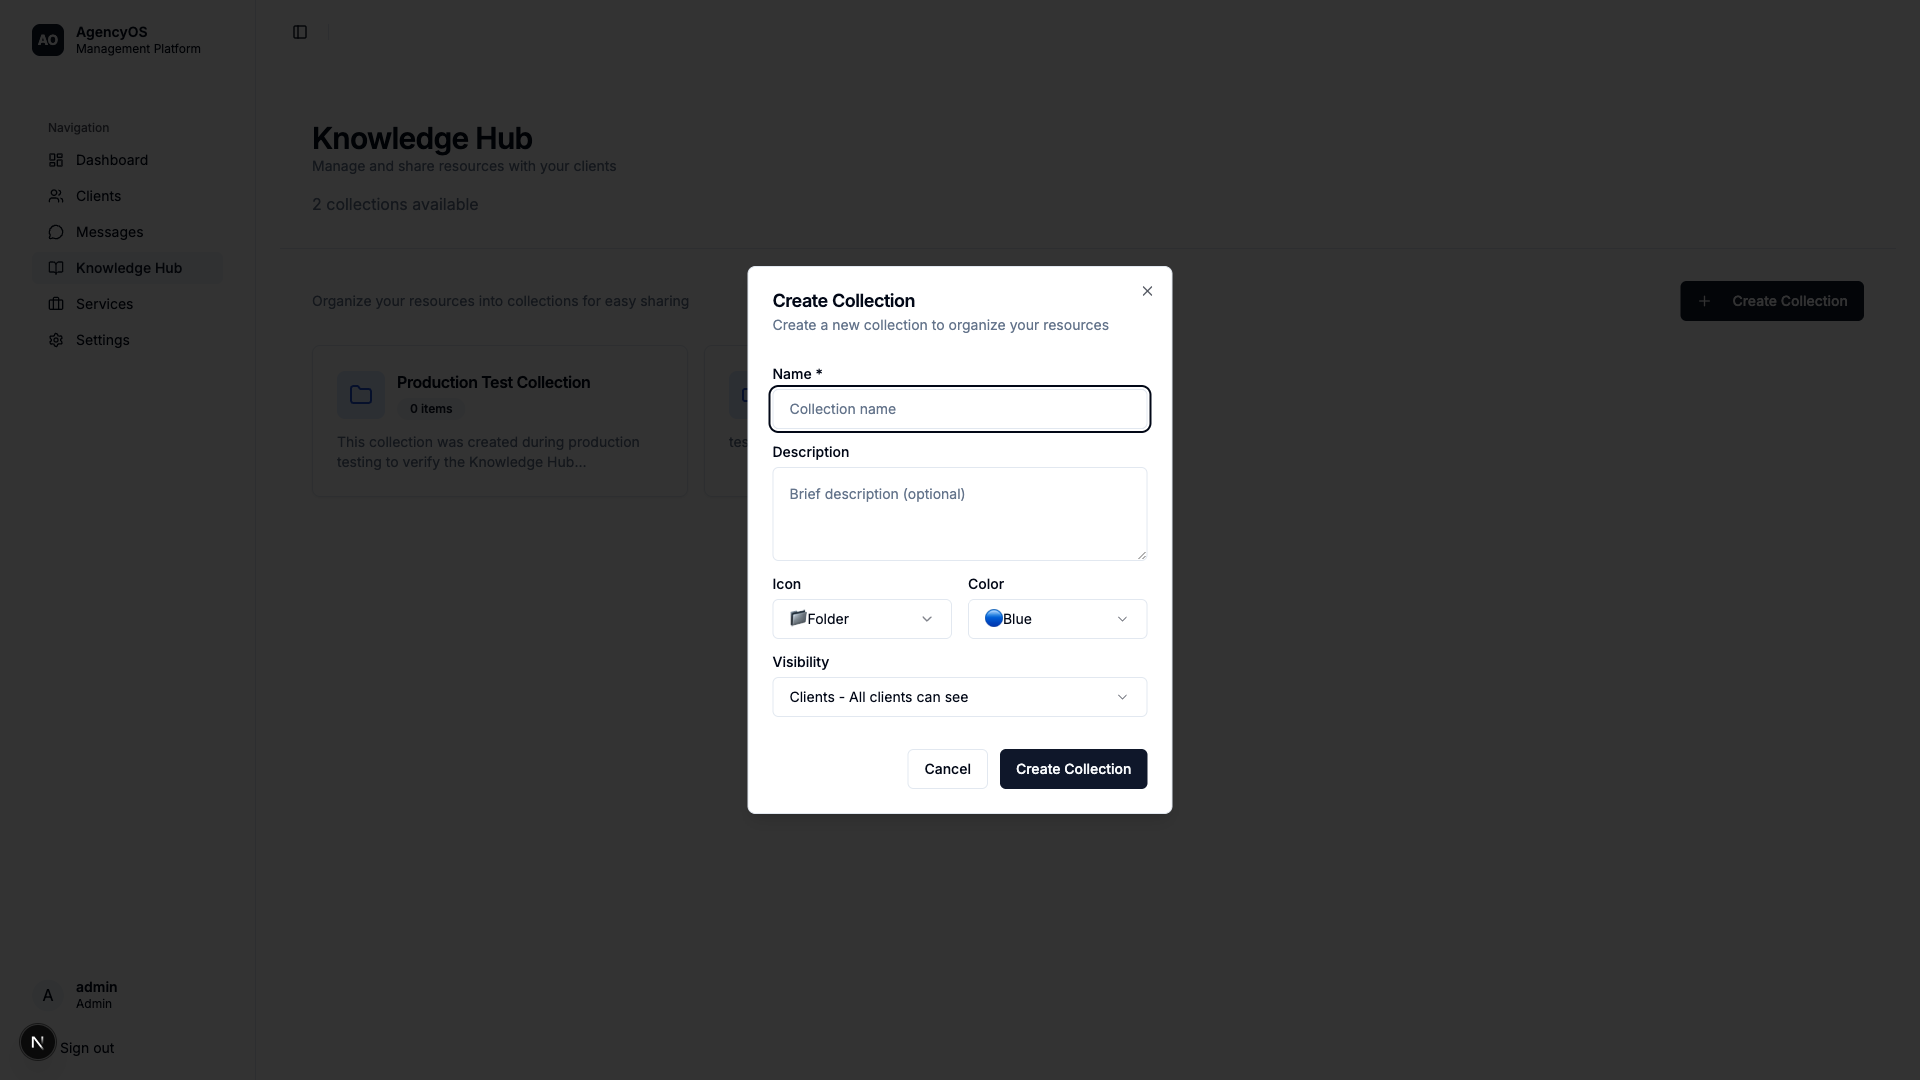 AO
AgencyOS
Management Platform
Navigation
Dashboard
Clients
Messages
Knowledge Hub
Services
Settings
Knowledge Hub
Manage and share resources with your clients
2 collections available
Organize your resources into collections for easy sharing
Create Collection
Production Test Collection
0 items
This collection was created during production
testing to verify the Knowledge Hub...
tes
Create Collection
Create a new collection to organize your resources
Name *
Collection name
Description
Brief description (optional)
Icon
Color
Folder
Blue
Visibility
Clients - All clients can see
Cancel
Create Collection
A
admin
Admin
N
Sign out